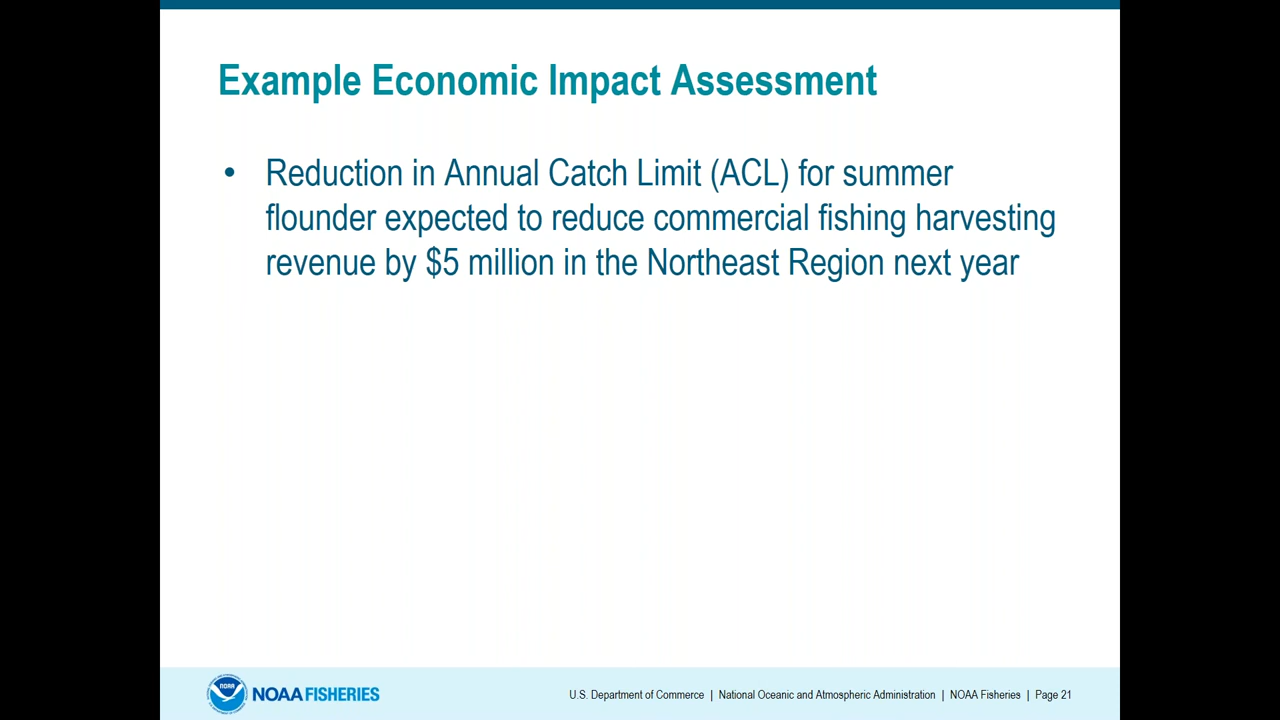 Example Economic Impact Assessment
• Reduction in Annual Catch Limit (ACL) for summer
flounder expected to reduce commercial fishing harvesting
revenue by $5 million in the Northeast Region next year
NOAA
NOAA FISHERIES
U.S. Department of Commerce | National Oceanic and Atmospheric Administration | NOAA Fisheries | Page 21